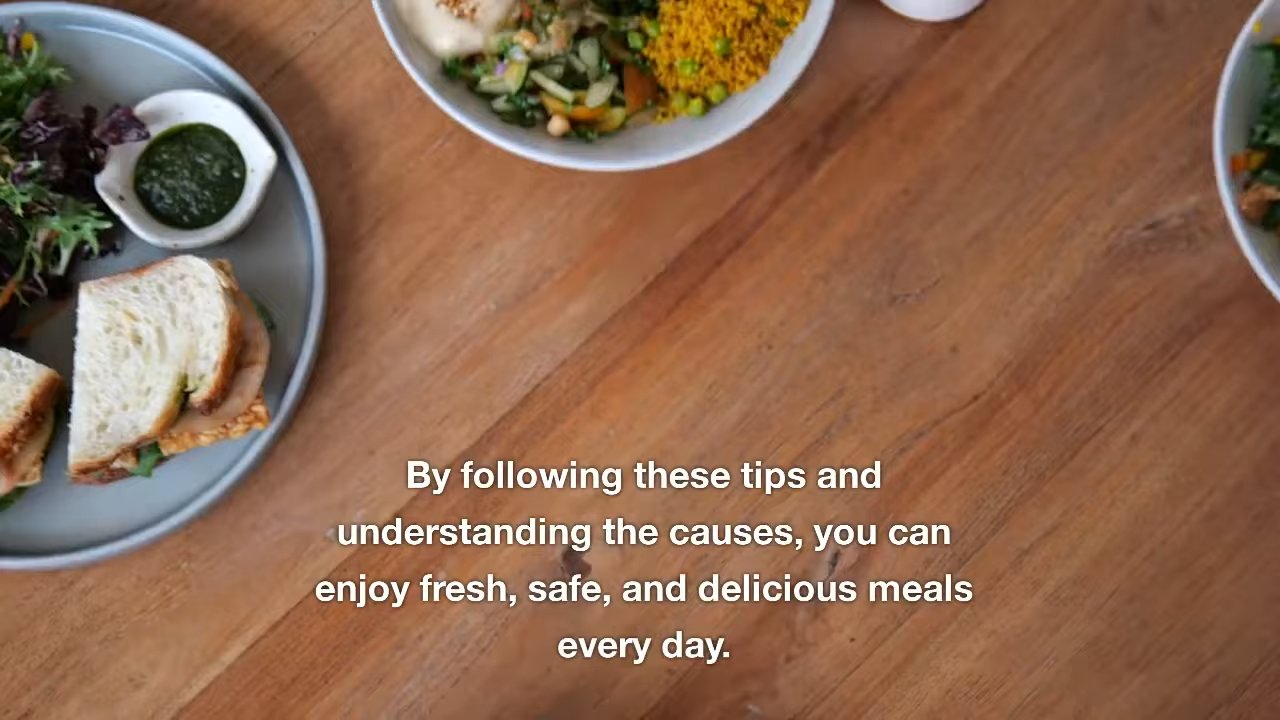 By following these tips and
understanding the causes, you can
enjoy fresh, safe, and delicious meals
every day.